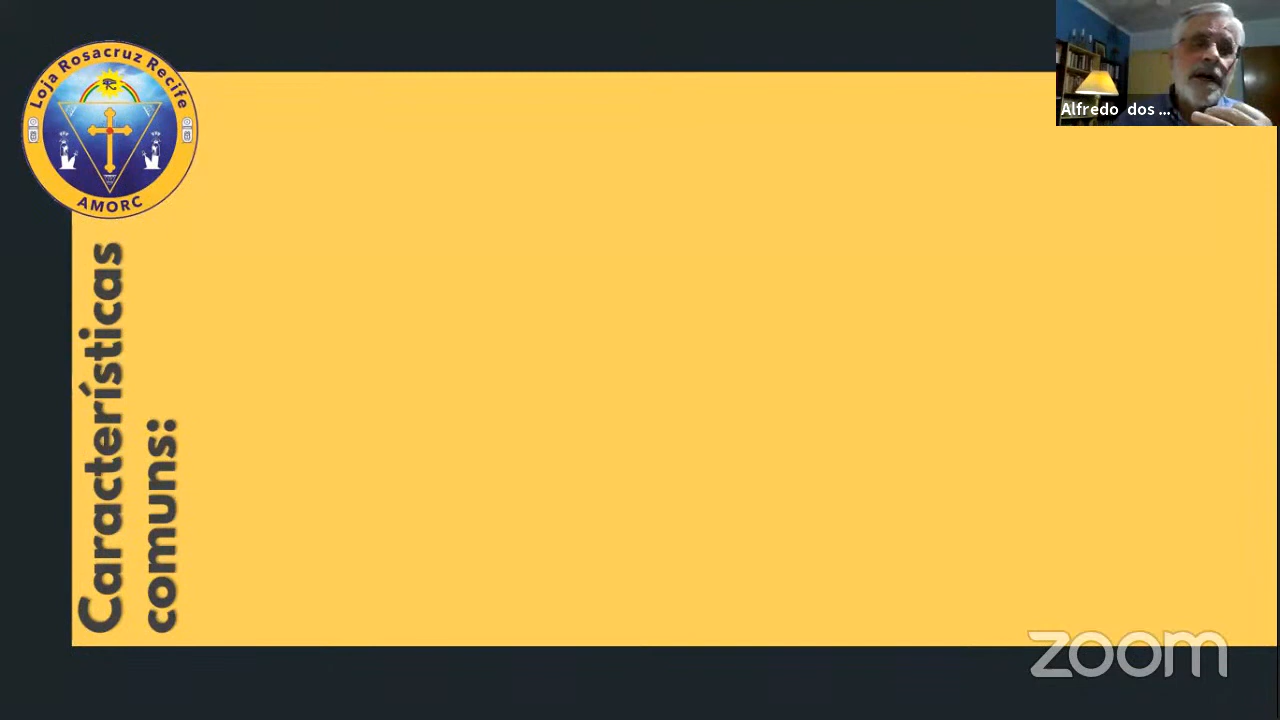 Loja Rosacruz Recife
AMORC
Alfredo dos ...
Características
comuns:
zoom